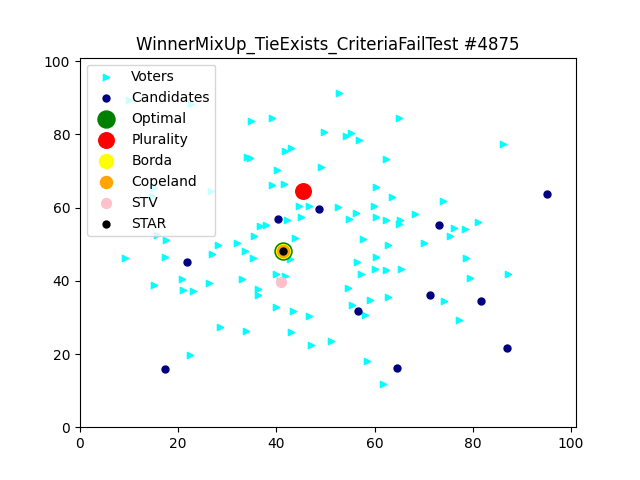 WinnerMixUp_TieExists_CriteriaFailTest #4875
100
80
60
40
20
0
0 20 40 60 80 100
Voters
Candidates
Optimal
Plurality
Borda
Copeland
STV
STAR